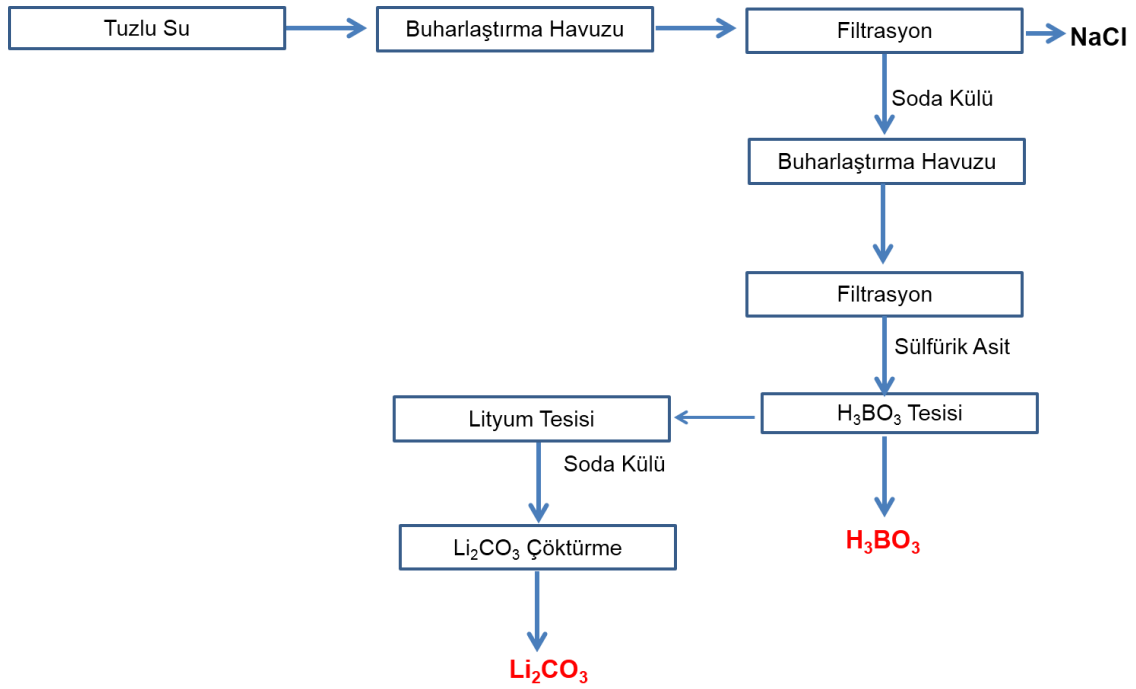 Tuzlu Su
Buharlaştırma Havuzu
Filtrasyon
NaCl
Soda Külü
Buharlaştırma Havuzu
Filtrasyon
Sülfürik Asit
H₃BO₃ Tesisi
Lityum Tesisi
Soda Külü
H₃BO₃
Li₂CO₃ Çöktürme
Li₂CO₃